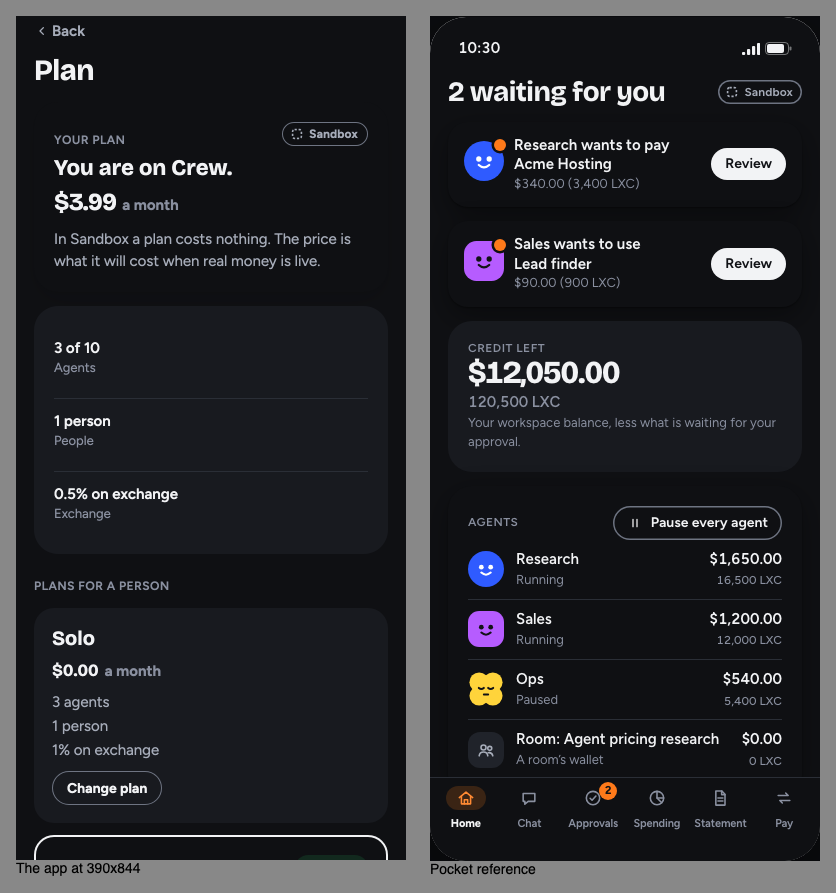 Back
Plan
YOUR PLAN
Sandbox
You are on Crew.
$3.99 a month
In Sandbox a plan costs nothing. The price is
what it will cost when real money is live.
3 of 10
Agents
1 person
People
0.5% on exchange
Exchange
PLANS FOR A PERSON
Solo
$0.00 a month
3 agents
1 person
1% on exchange
Change plan
The app at 390x844
10:30
2 waiting for you
Sandbox
Research wants to pay
Acme Hosting
$340.00 (3,400 LXC)
Review
Sales wants to use
Lead finder
$90.00 (900 LXC)
Review
CREDIT LEFT
$12,050.00
120,500 LXC
Your workspace balance, less what is waiting for your
approval.
AGENTS
Pause every agent
Research
$1,650.00
Running
16,500 LXC
Sales
$1,200.00
Running
12,000 LXC
Ops
$540.00
Paused
5,400 LXC
Room: Agent pricing research
$0.00
A room's wallet
0 LXC
2
Home
Chat
Approvals
Spending
Statement
Pay
Pocket reference